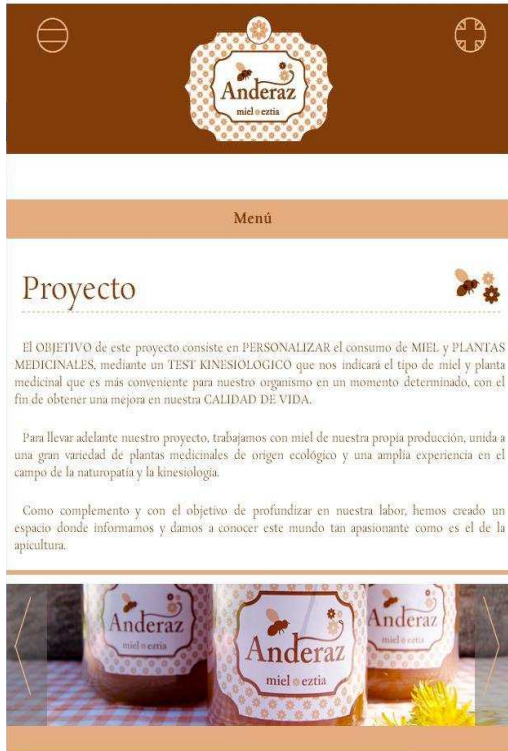 Anderaz
miel eztia
Menú
Proyecto
El OBJETIVO de este proyecto consiste en PERSONALIZAR el consumo de MIEL y PLANTAS
MEDICINALES, mediante un TEST KINESIOLOGICO que nos indicará el tipo de miel y planta
medicinal que es más conveniente para nuestro organismo en un momento determinado, con el
fin de obtener una mejora en nuestra CALIDAD DE VIDA.
Para llevar adelante nuestro proyecto, trabajamos con miel de nuestra propia producción, unida a
una gran variedad de plantas medicinales de origen ecológico y una amplia experiencia en el
campo de la naturopatía y la kinesiología.
Como complemento y con el objetivo de profundizar en nuestra labor, hemos creado un
espacio donde informamos y damos a conocer este mundo tan apasionante como es el de la
apicultura.
Anderaz
miel eztia
Anderaz
miel eztia
Anderaz
miel eztia